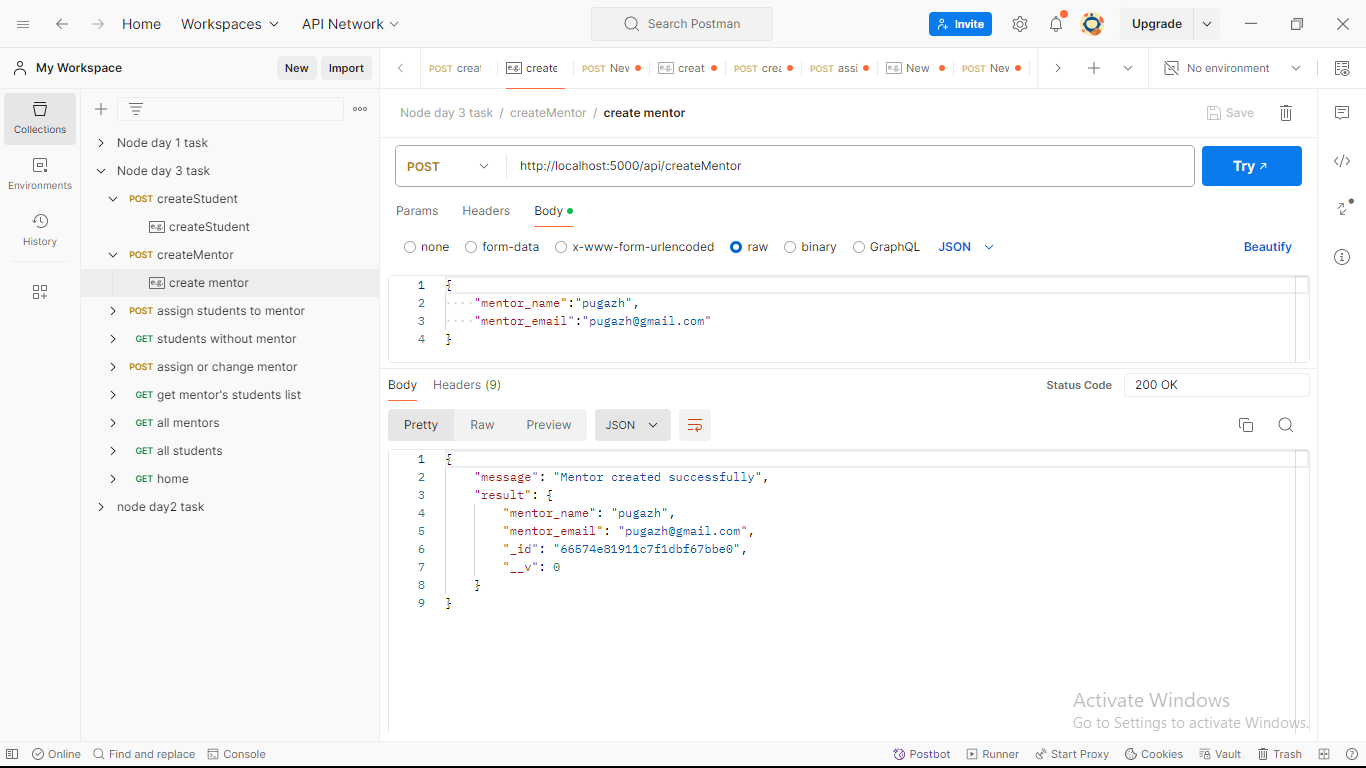 Home Workspaces API Network Search Postman Invite Upgrade
My Workspace New Import POST creat e.g. create POST New e.g. creat POST crea POST assi e.g. New POST New No environment
Collections
Environments
History
Node day 1 task
Node day 3 task
POST createStudent
e.g. createStudent
POST createMentor
e.g. create mentor
POST assign students to mentor
GET students without mentor
POST assign or change mentor
GET get mentor's students list
GET all mentors
GET all students
GET home
node day2 task
Node day 3 task / createMentor / create mentor Save
POST http://localhost:5000/api/createMentor Try
Params Headers Body
none form-data x-www-form-urlencoded raw binary GraphQL JSON Beautify
1 {
2 "mentor_name":"pugazh",
3 "mentor_email":"pugazh@gmail.com"
4 }
Body Headers (9) Status Code 200 OK
Pretty Raw Preview JSON
1 {
2 "message": "Mentor created successfully",
3 "result": {
4 "mentor_name": "pugazh",
5 "mentor_email": "pugazh@gmail.com",
6 "_id": "66574e81911c7f1dbf67bbe0",
7 "__v": 0
8 }
9 }
Activate Windows
Go to Settings to activate Windows.
Online Find and replace Console Postbot Runner Start Proxy Cookies Vault Trash